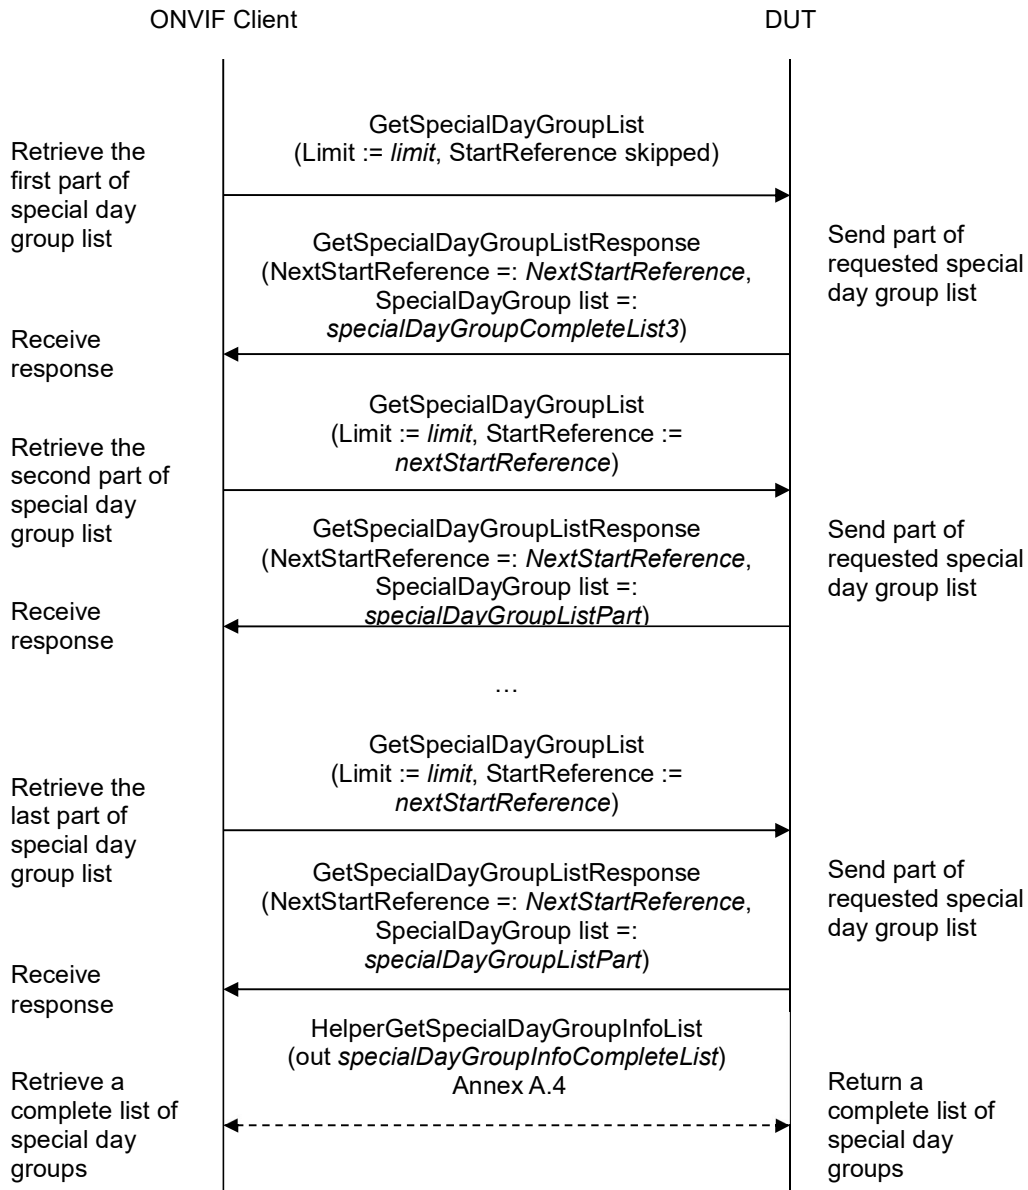 ONVIF Client
DUT
GetSpecialDayGroupList
(Limit := limit, StartReference skipped)
Retrieve the
first part of
special day
group list
GetSpecialDayGroupListResponse
(NextStartReference =: NextStartReference,
SpecialDayGroup list =:
specialDayGroupCompleteList3)
Send part of
requested special
day group list
Receive
response
GetSpecialDayGroupList
(Limit := limit, StartReference :=
nextStartReference)
Retrieve the
second part of
special day
group list
GetSpecialDayGroupListResponse
(NextStartReference =: NextStartReference,
SpecialDayGroup list =:
specialDayGroupListPart)
Send part of
requested special
day group list
Receive
response
…
GetSpecialDayGroupList
(Limit := limit, StartReference :=
nextStartReference)
Retrieve the
last part of
special day
group list
GetSpecialDayGroupListResponse
(NextStartReference =: NextStartReference,
SpecialDayGroup list =:
specialDayGroupListPart)
Send part of
requested special
day group list
Receive
response
HelperGetSpecialDayGroupInfoList
(out specialDayGroupInfoCompleteList)
Annex A.4
Retrieve a
complete list of
special day
groups
Return a
complete list of
special day
groups